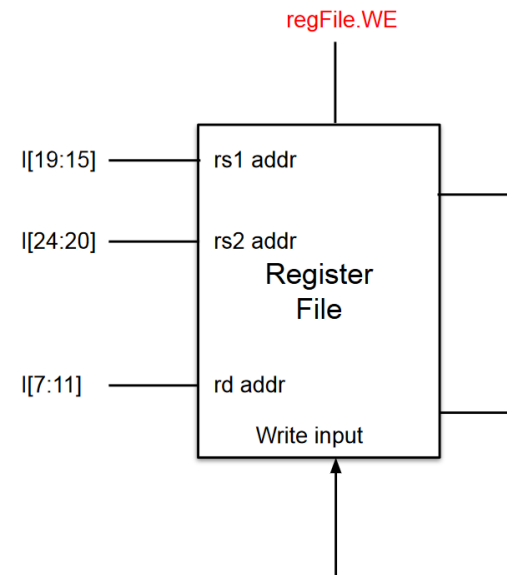 regFile.WE
I[19:15]
rs1 addr
I[24:20]
rs2 addr
Register
File
I[7:11]
rd addr
Write input